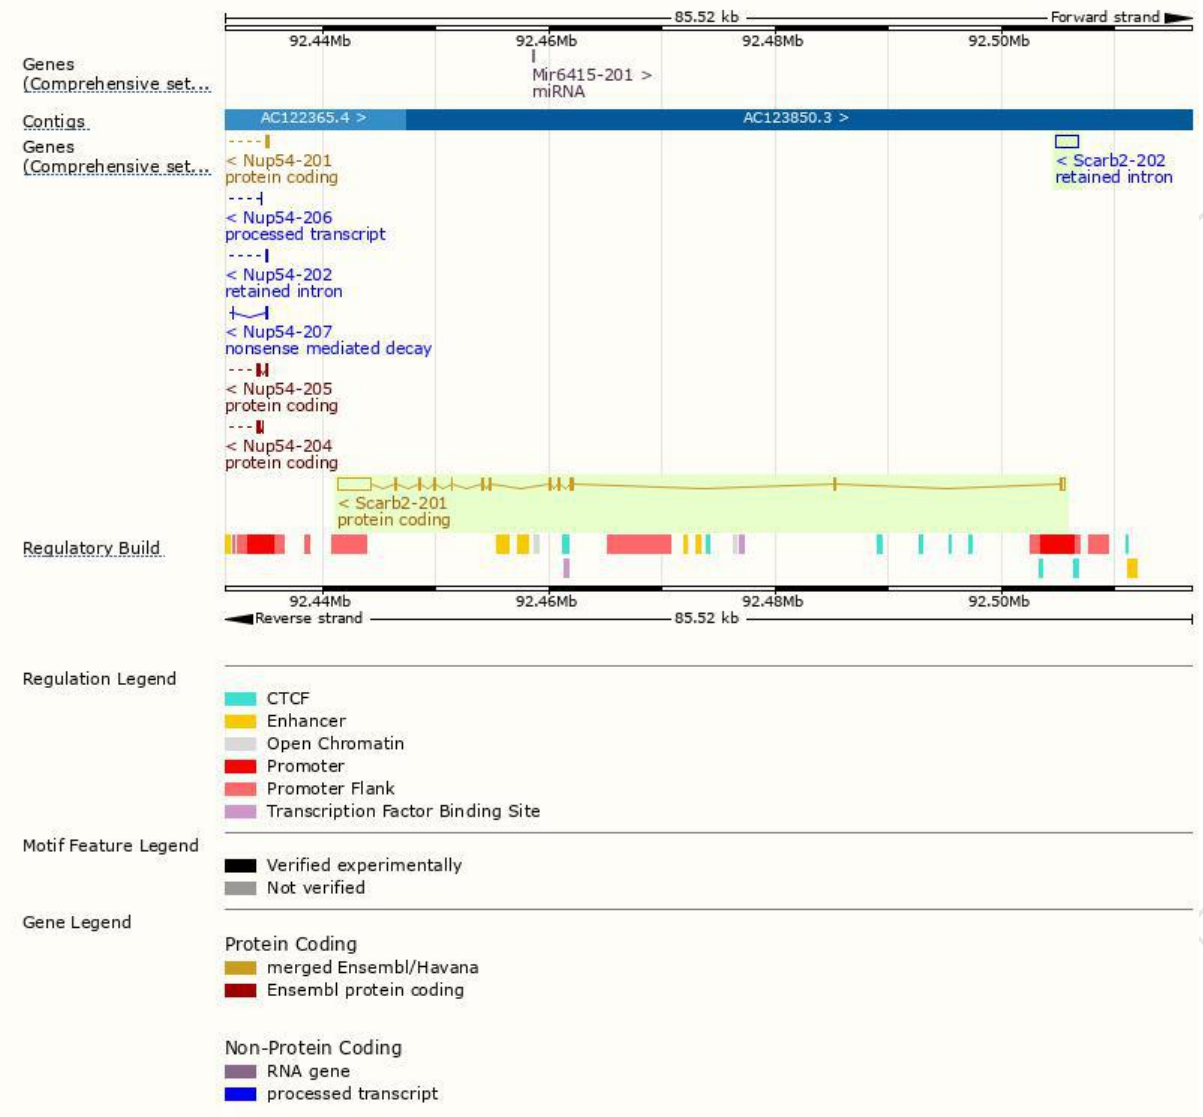 85.52 kb Forward strand
92.44Mb 92.46Mb 92.48Mb 92.50Mb
Genes
(Comprehensive set...
Mir6415-201 >
miRNA
Contigs
AC122365.4 > AC123850.3 >
Genes
(Comprehensive set...
< Nup54-201
protein coding
< Scarb2-202
retained intron
< Nup54-206
processed transcript
< Nup54-202
retained intron
< Nup54-207
nonsense mediated decay
< Nup54-205
protein coding
< Nup54-204
protein coding
< Scarb2-201
protein coding
Regulatory Build
92.44Mb 92.46Mb 92.48Mb 92.50Mb
Reverse strand 85.52 kb
Regulation Legend
CTCF
Enhancer
Open Chromatin
Promoter
Promoter Flank
Transcription Factor Binding Site
Motif Feature Legend
Verified experimentally
Not verified
Gene Legend
Protein Coding
merged Ensembl/Havana
Ensembl protein coding
Non-Protein Coding
RNA gene
processed transcript